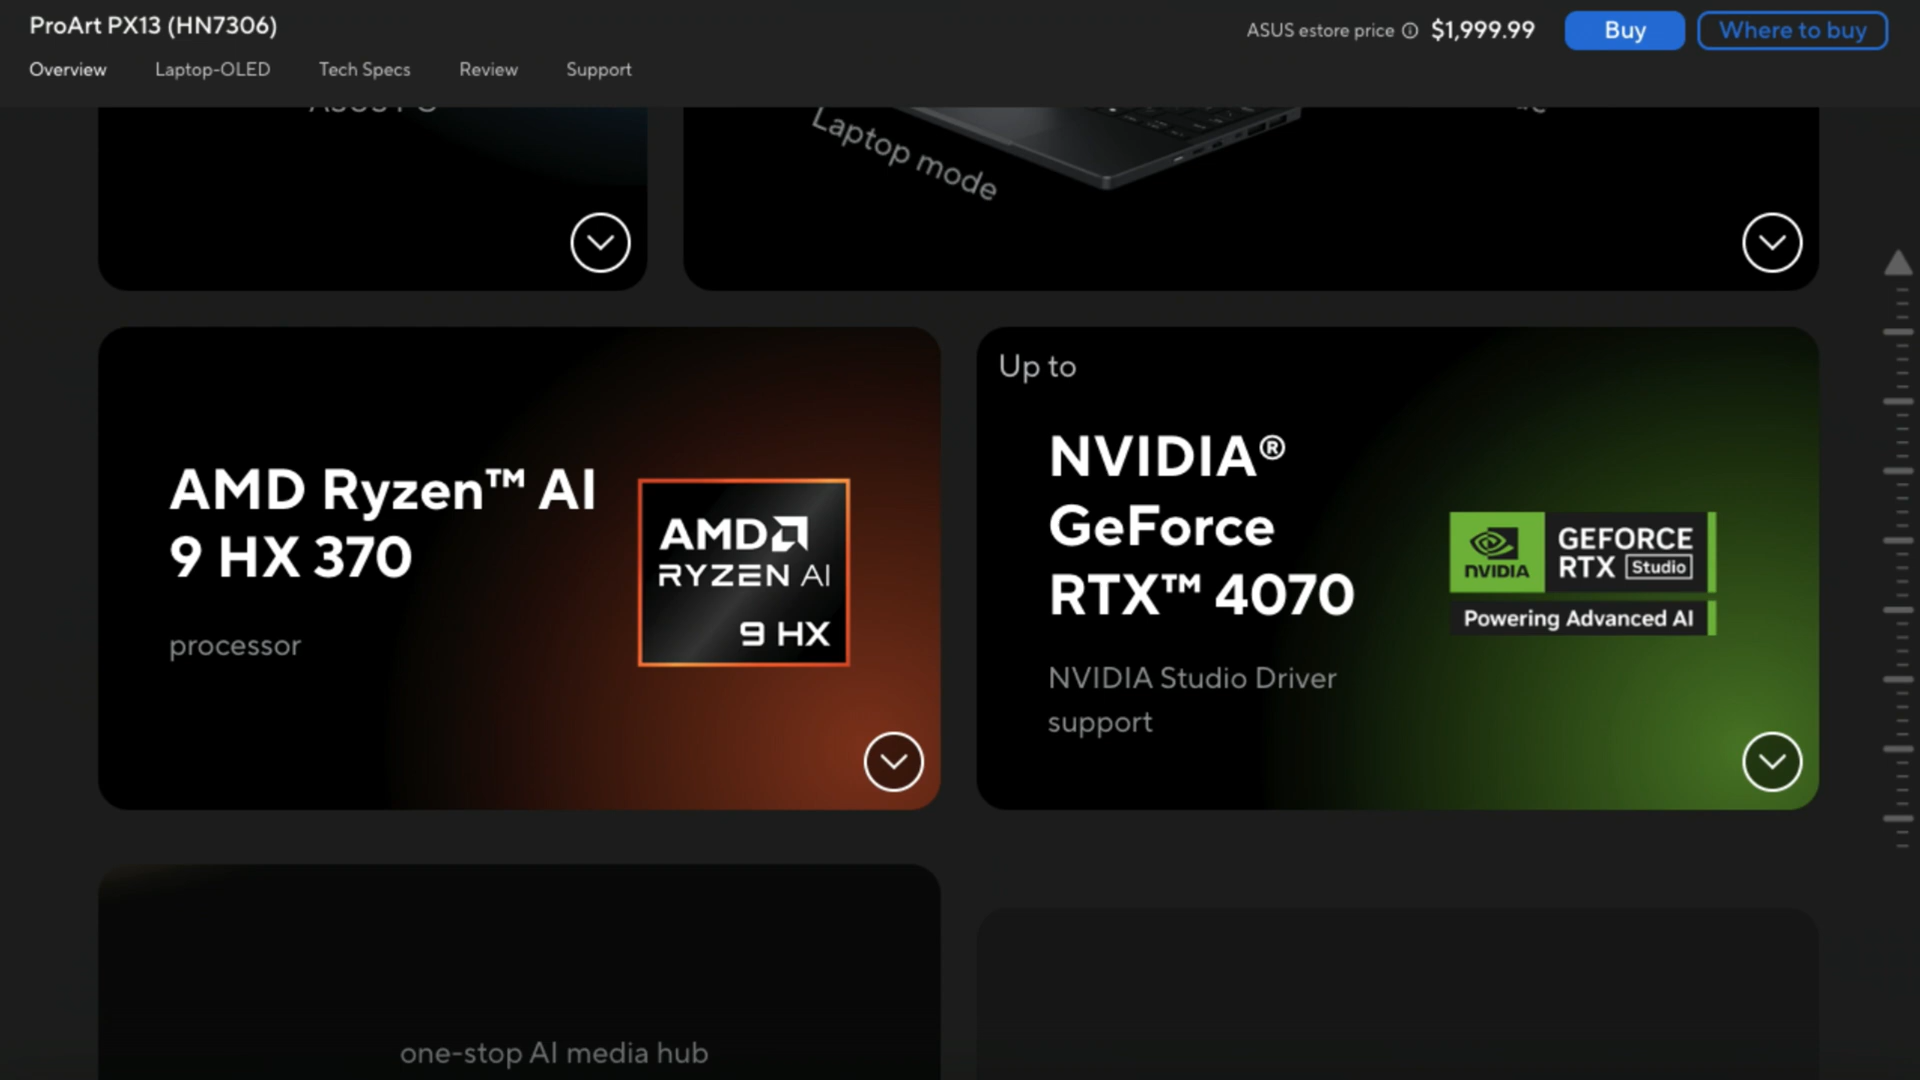 ProArt PX13 (HN7306)
ASUS estore price $1,999.99
Buy
Where to buy
Overview
Laptop-OLED
Tech Specs
Review
Support
Laptop mode
AMD Ryzen™ AI
9 HX 370
processor
AMD
RYZEN AI
9 HX
Up to
NVIDIA®
GeForce
RTX™ 4070
NVIDIA Studio Driver
support
NVIDIA
GEFORCE
RTX Studio
Powering Advanced AI
one-stop AI media hub